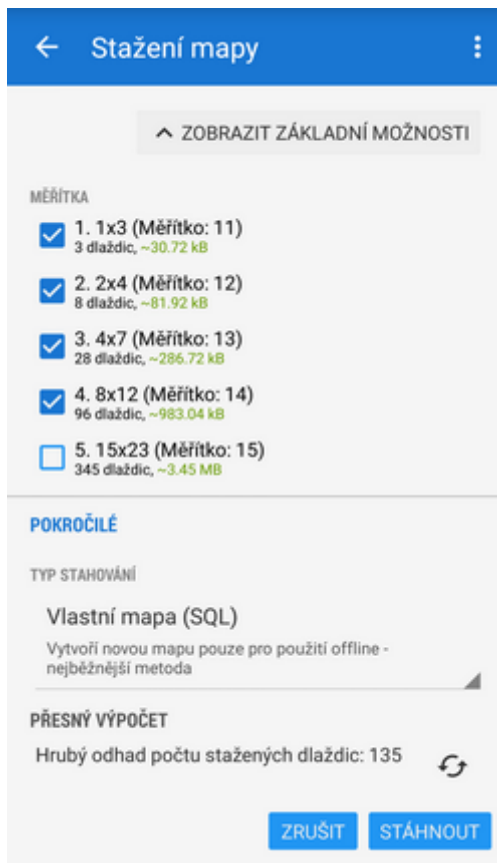 Stažení mapy
ZOBRAZIT ZÁKLADNÍ MOŽNOSTI
MĚŘÍTKA
1. 1x3 (Měřítko: 11)
3 dlaždic, ~30.72 kB
2. 2x4 (Měřítko: 12)
8 dlaždic, ~81.92 kB
3. 4x7 (Měřítko: 13)
28 dlaždic, ~286.72 kB
4. 8x12 (Měřítko: 14)
96 dlaždic, ~983.04 kB
5. 15x23 (Měřítko: 15)
345 dlaždic, ~3.45 MB
POKROČILÉ
TYP STAHOVÁNÍ
Vlastní mapa (SQL)
Vytvoří novou mapu pouze pro použití offline -
nejběžnější metoda
PŘESNÝ VÝPOČET
Hrubý odhad počtu stažených dlaždic: 135
ZRUŠIT STÁHNOUT